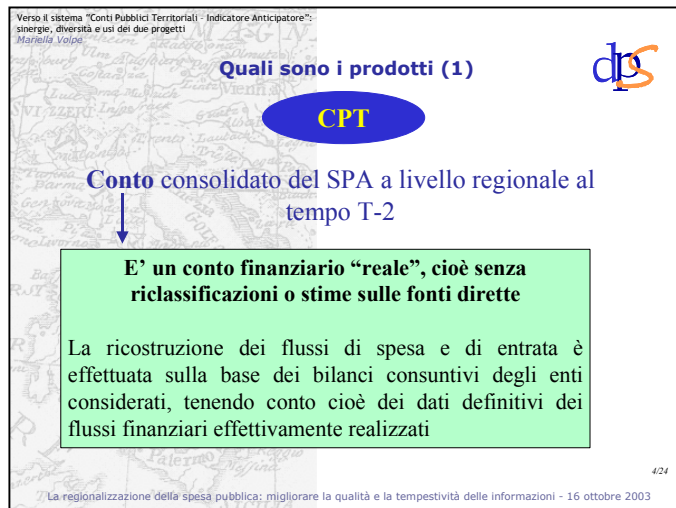 Verso il sistema "Conti Pubblici Territoriali – Indicatore Anticipatore":
sinergie, diversità e usi dei due progetti
Mariella Volpe
Quali sono i prodotti (1)
dps
CPT
Conto consolidato del SPA a livello regionale al
tempo T-2
E' un conto finanziario “reale”, cioè senza
riclassificazioni o stime sulle fonti dirette
La ricostruzione dei flussi di spesa e di entrata è
effettuata sulla base dei bilanci consuntivi degli enti
considerati, tenendo conto cioè dei dati definitivi dei
flussi finanziari effettivamente realizzati
4/24
La regionalizzazione della spesa pubblica: migliorare la qualità e la tempestività delle informazioni - 16 ottobre 2003